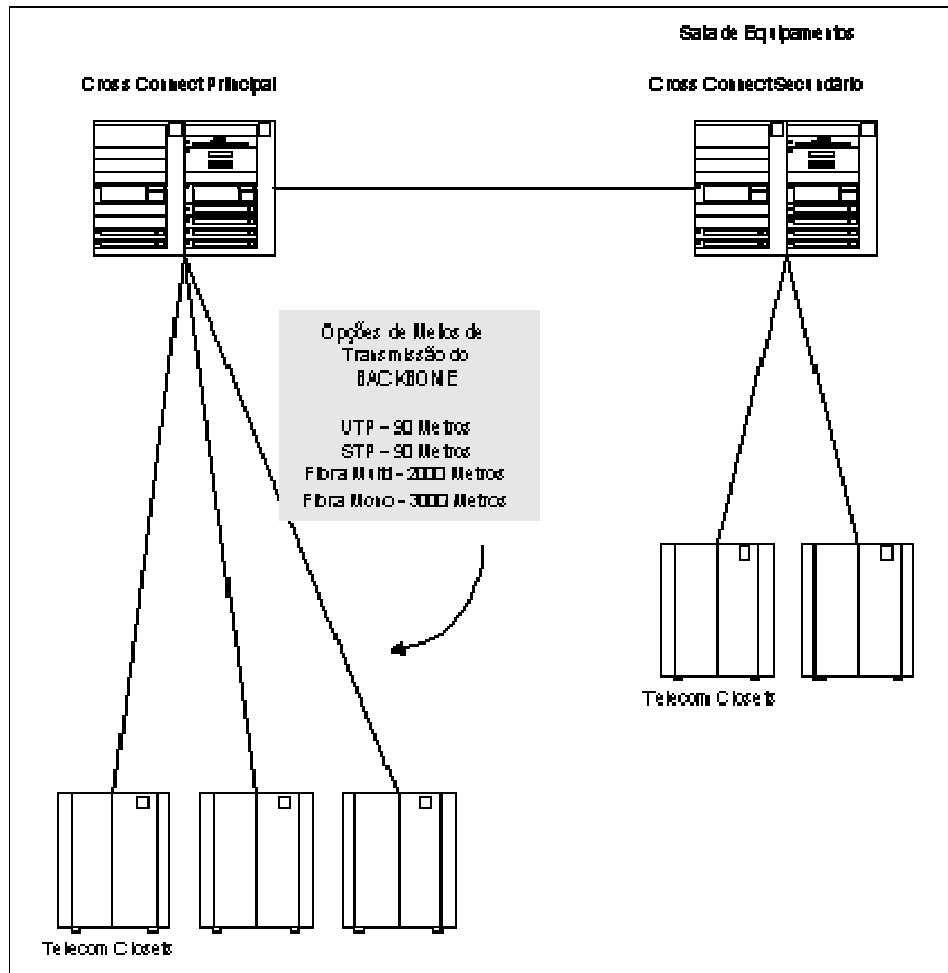 Sala de Equipamentos
Cross Connect Principal
Cross Connect Secundário
Opções de Meios de
Transmissão do
BACKBONE
UTP - 90 Metros
STP - 90 Metros
Fibra Multi - 2000 Metros
Fibra Mono - 3000 Metros
Telecom Closets
Telecom Closets